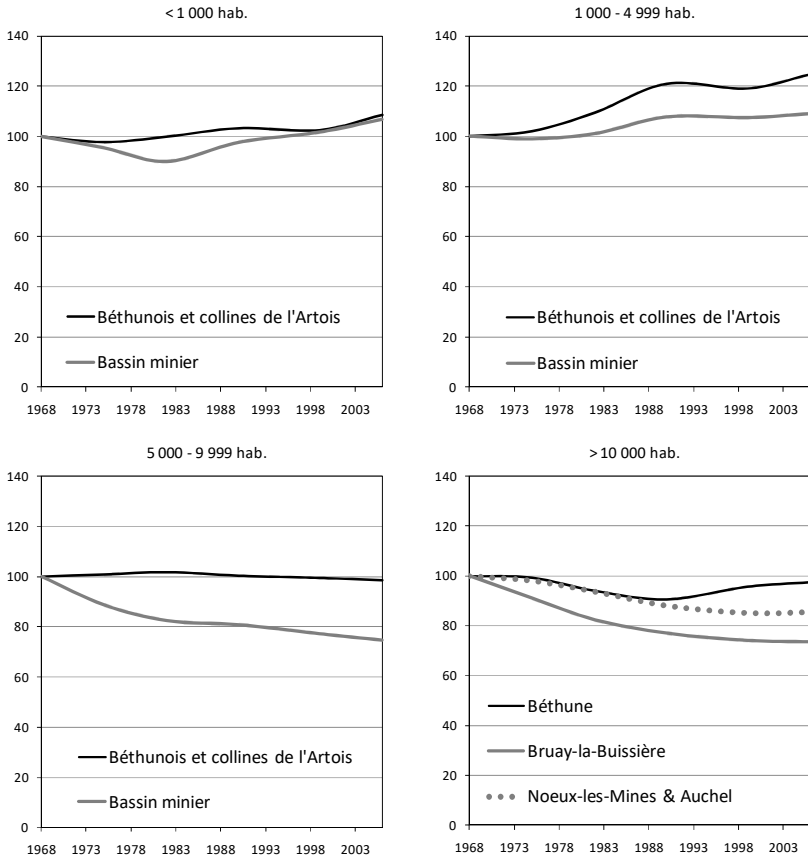 < 1 000 hab.
140
120
100
80
60
40
20
0
1968 1973 1978 1983 1988 1993 1998 2003
Béthunois et collines de l'Artois
Bassin minier
1 000 - 4 999 hab.
140
120
100
80
60
40
20
0
1968 1973 1978 1983 1988 1993 1998 2003
Béthunois et collines de l'Artois
Bassin minier
5 000 - 9 999 hab.
140
120
100
80
60
40
20
0
1968 1973 1978 1983 1988 1993 1998 2003
Béthunois et collines de l'Artois
Bassin minier
> 10 000 hab.
140
120
100
80
60
40
20
0
1968 1973 1978 1983 1988 1993 1998 2003
Béthune
Bruay-la-Buissière
Noeux-les-Mines & Auchel